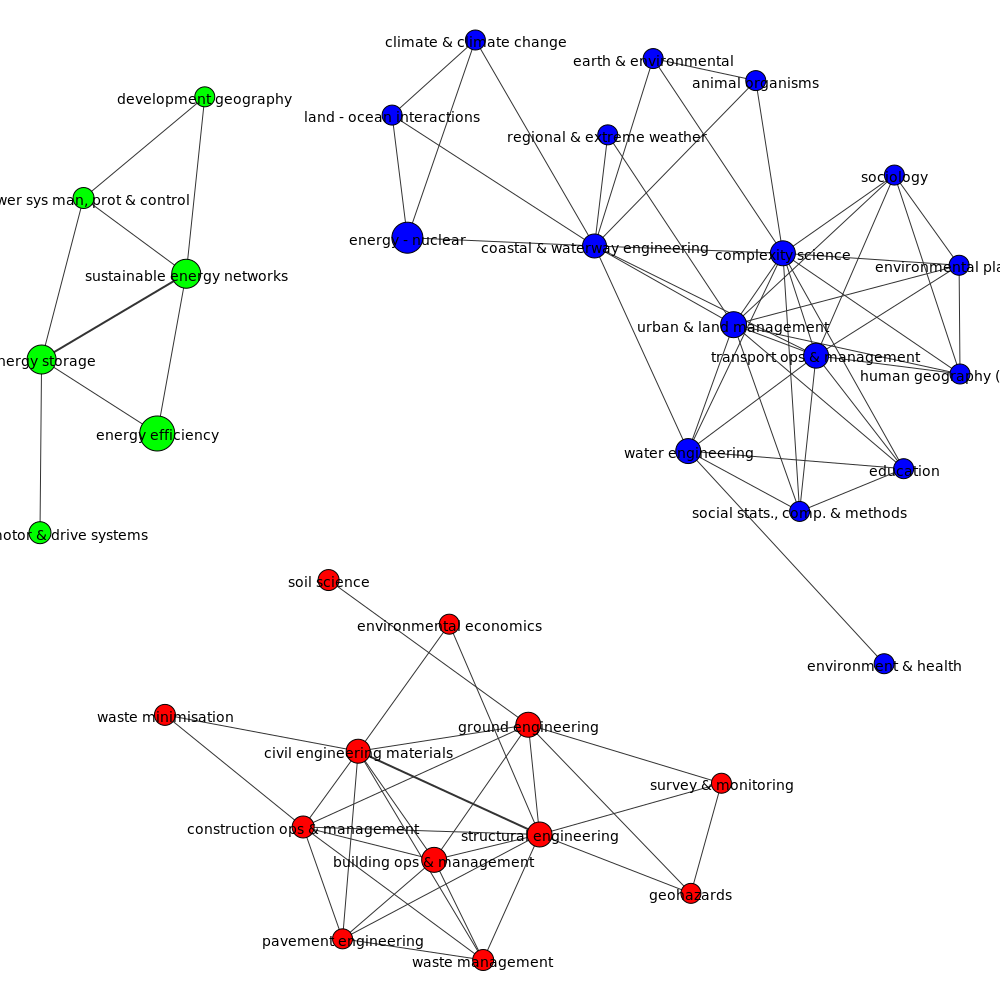 climate & climate change
earth & environmental
animal organisms
development geography
land - ocean interactions
regional & extreme weather
sociology
wer sys man, prot & control
energy - nuclear
coastal & waterway engineering
complexity science
environmental pla
sustainable energy networks
urban & land management
transport ops & management
nergy storage
human geography (
energy efficiency
water engineering
education
social stats., comp. & methods
motor & drive systems
soil science
environmental economics
environment & health
waste minimisation
ground engineering
civil engineering materials
survey & monitoring
construction ops & management
structural engineering
building ops & management
geohazards
pavement engineering
waste management